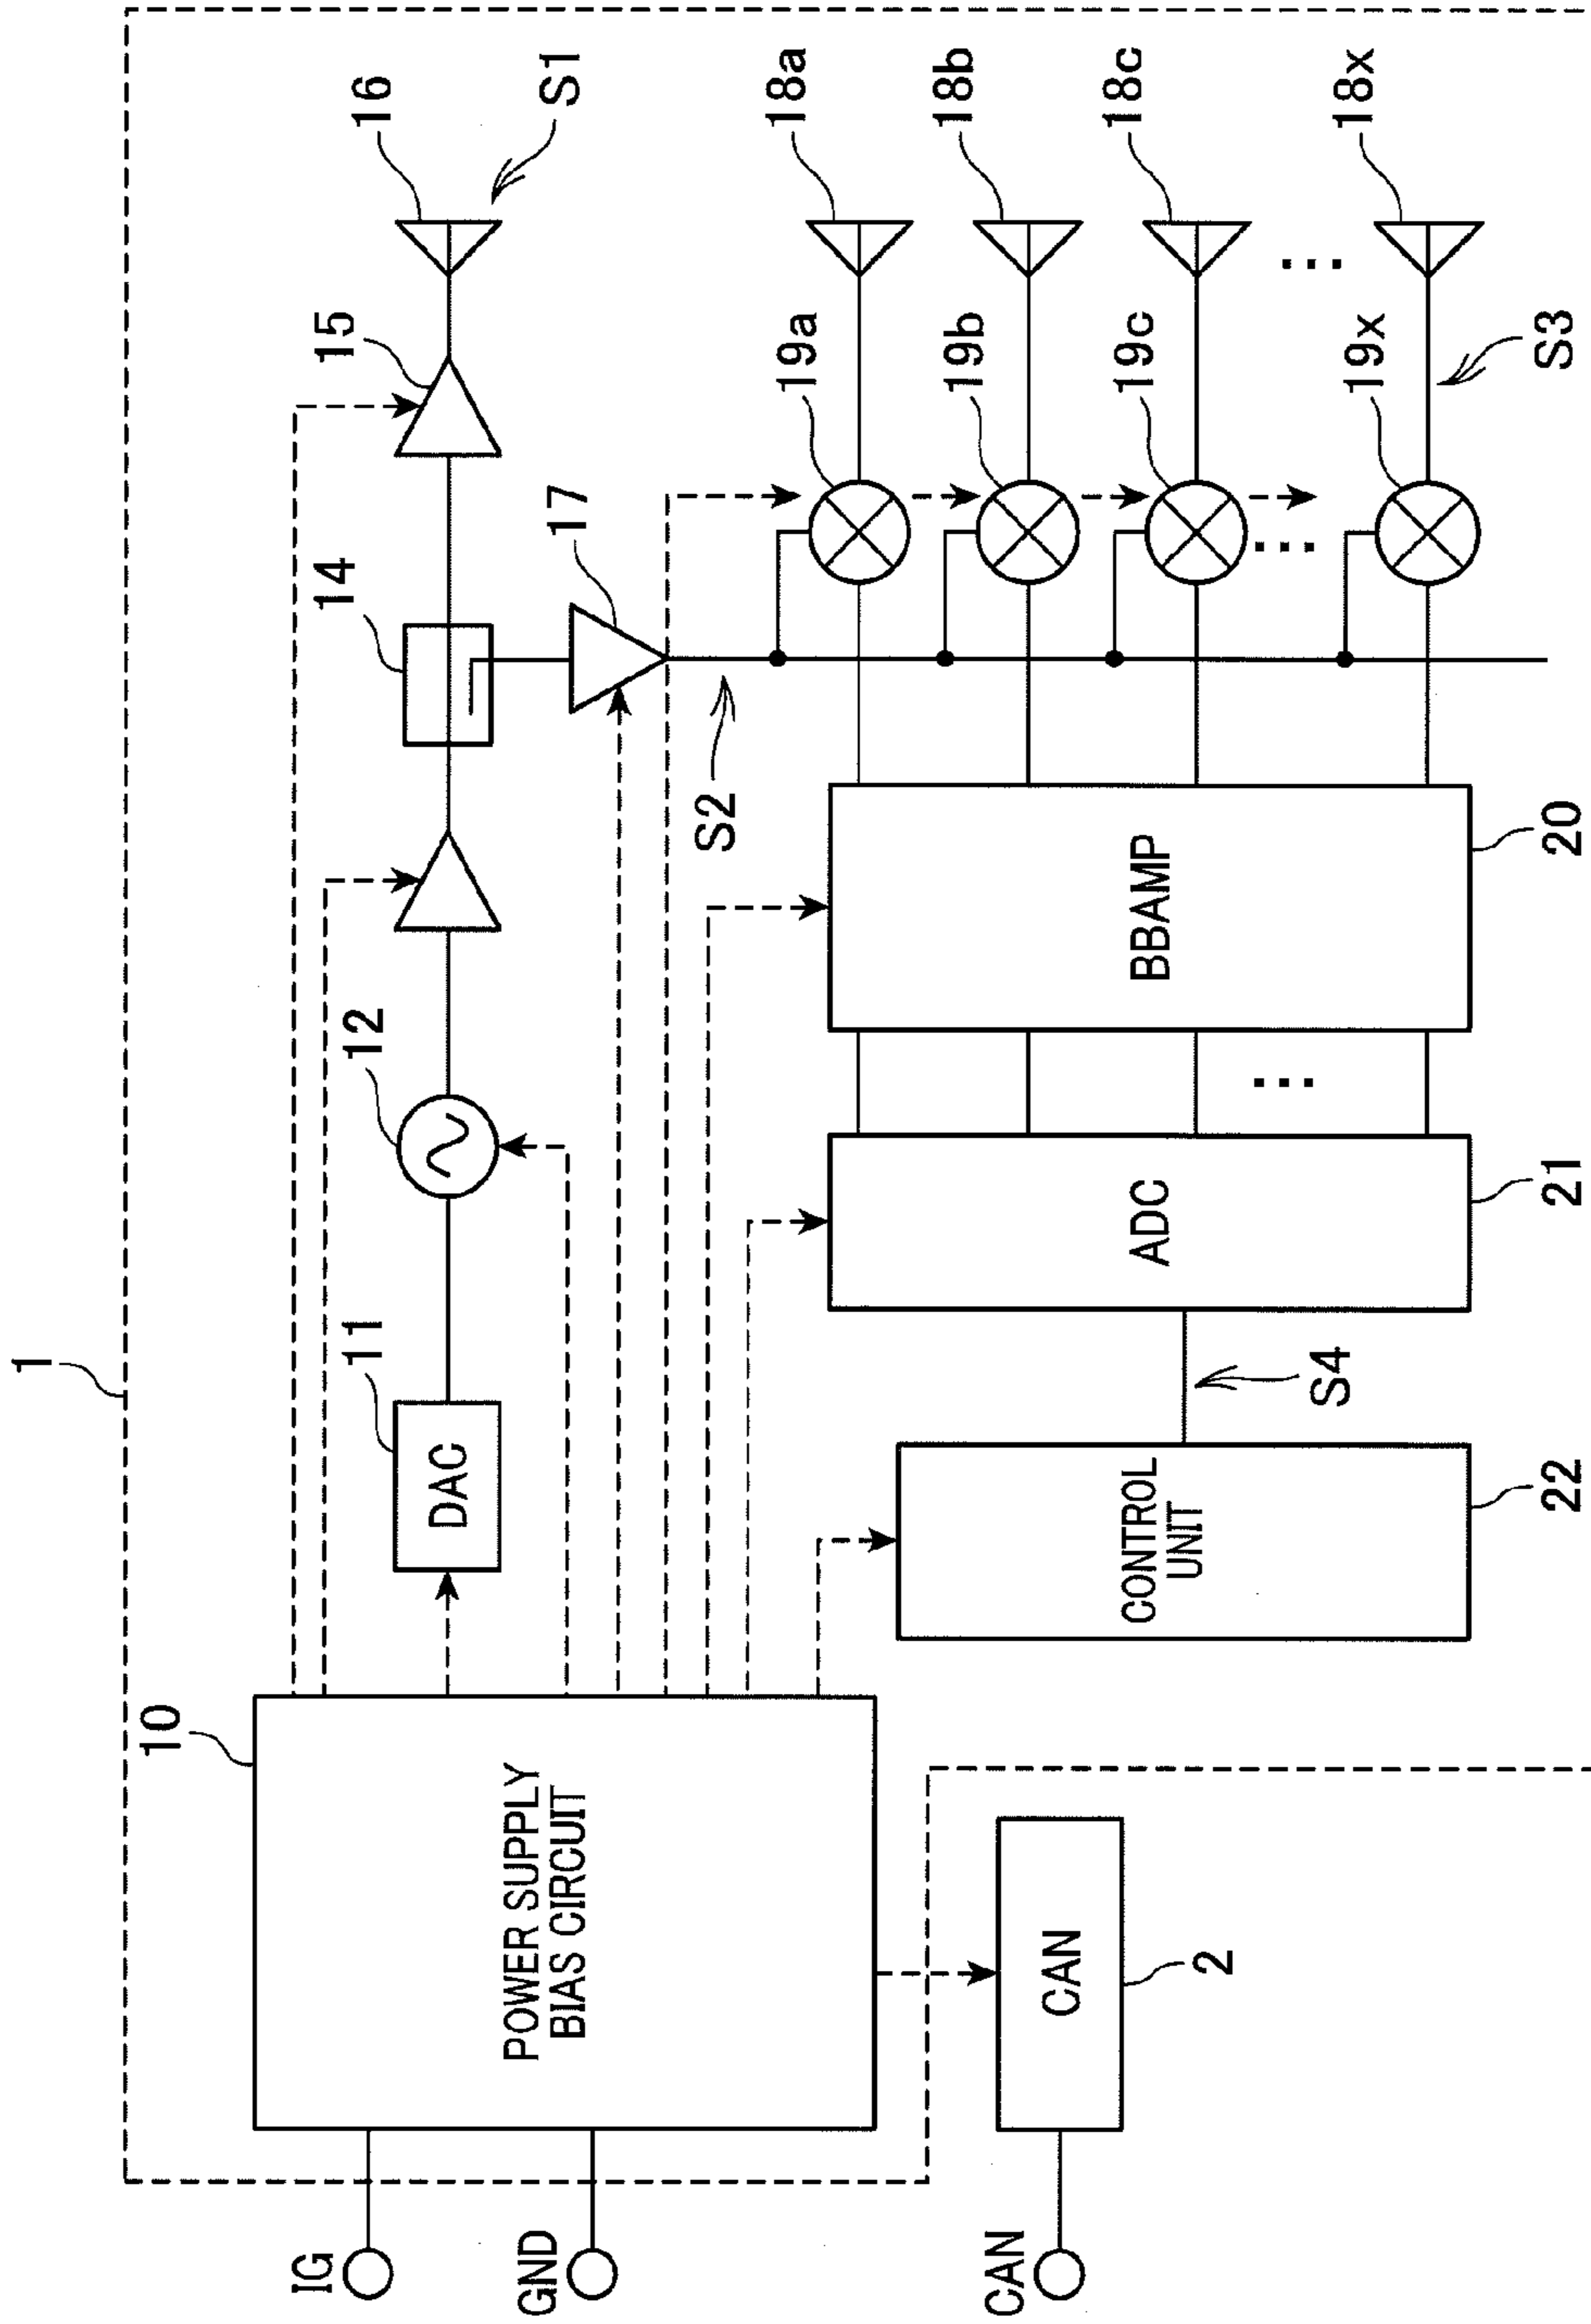 1
10
IG
GND
POWER SUPPLY
BIAS CIRCUIT
11
DAC
12
14
15
16
S1
17
S2
18a
18b
18c
18x
19a
19b
19c
19x
...
...
S3
BBAMP
20
...
ADC
21
S4
CONTROL
UNIT
22
CAN
CAN
2